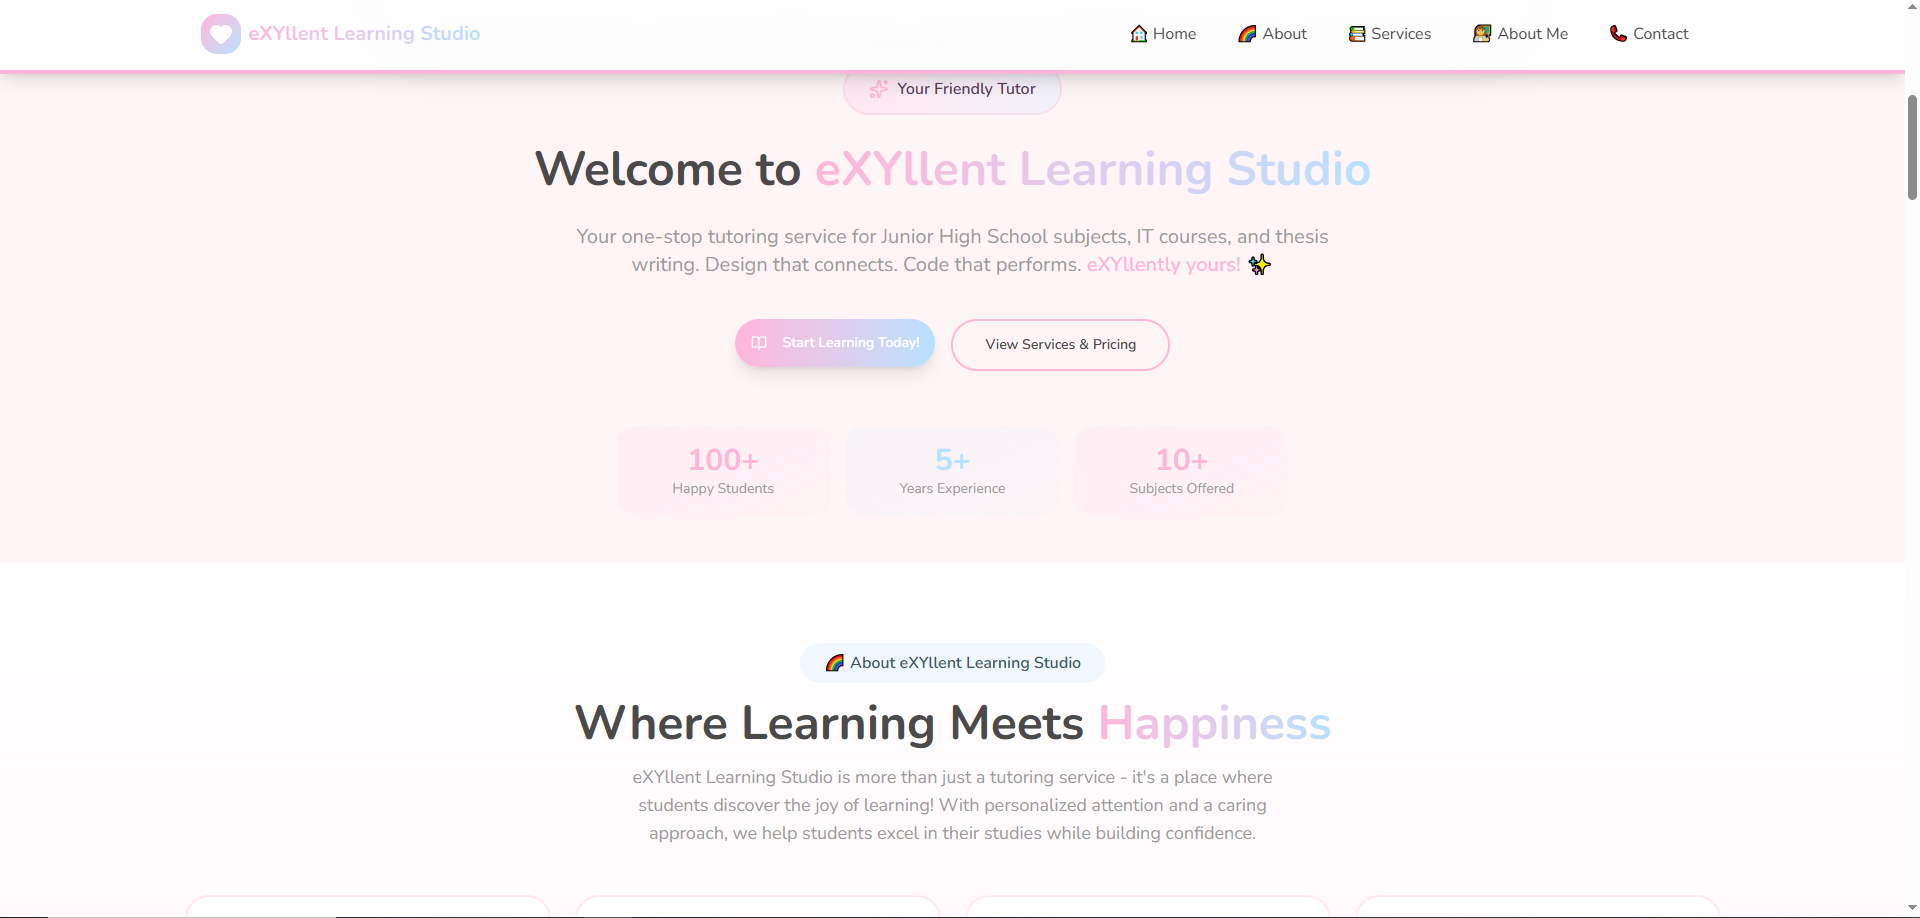 eXYllent Learning Studio
🏠 Home
🌈 About
📚 Services
👩‍🏫 About Me
📞 Contact
Your Friendly Tutor
Welcome to eXYllent Learning Studio
Your one-stop tutoring service for Junior High School subjects, IT courses, and thesis
writing. Design that connects. Code that performs. eXYllently yours! ✨
Start Learning Today!
View Services & Pricing
100+
Happy Students
5+
Years Experience
10+
Subjects Offered
🌈 About eXYllent Learning Studio
Where Learning Meets Happiness
eXYllent Learning Studio is more than just a tutoring service - it's a place where
students discover the joy of learning! With personalized attention and a caring
approach, we help students excel in their studies while building confidence.